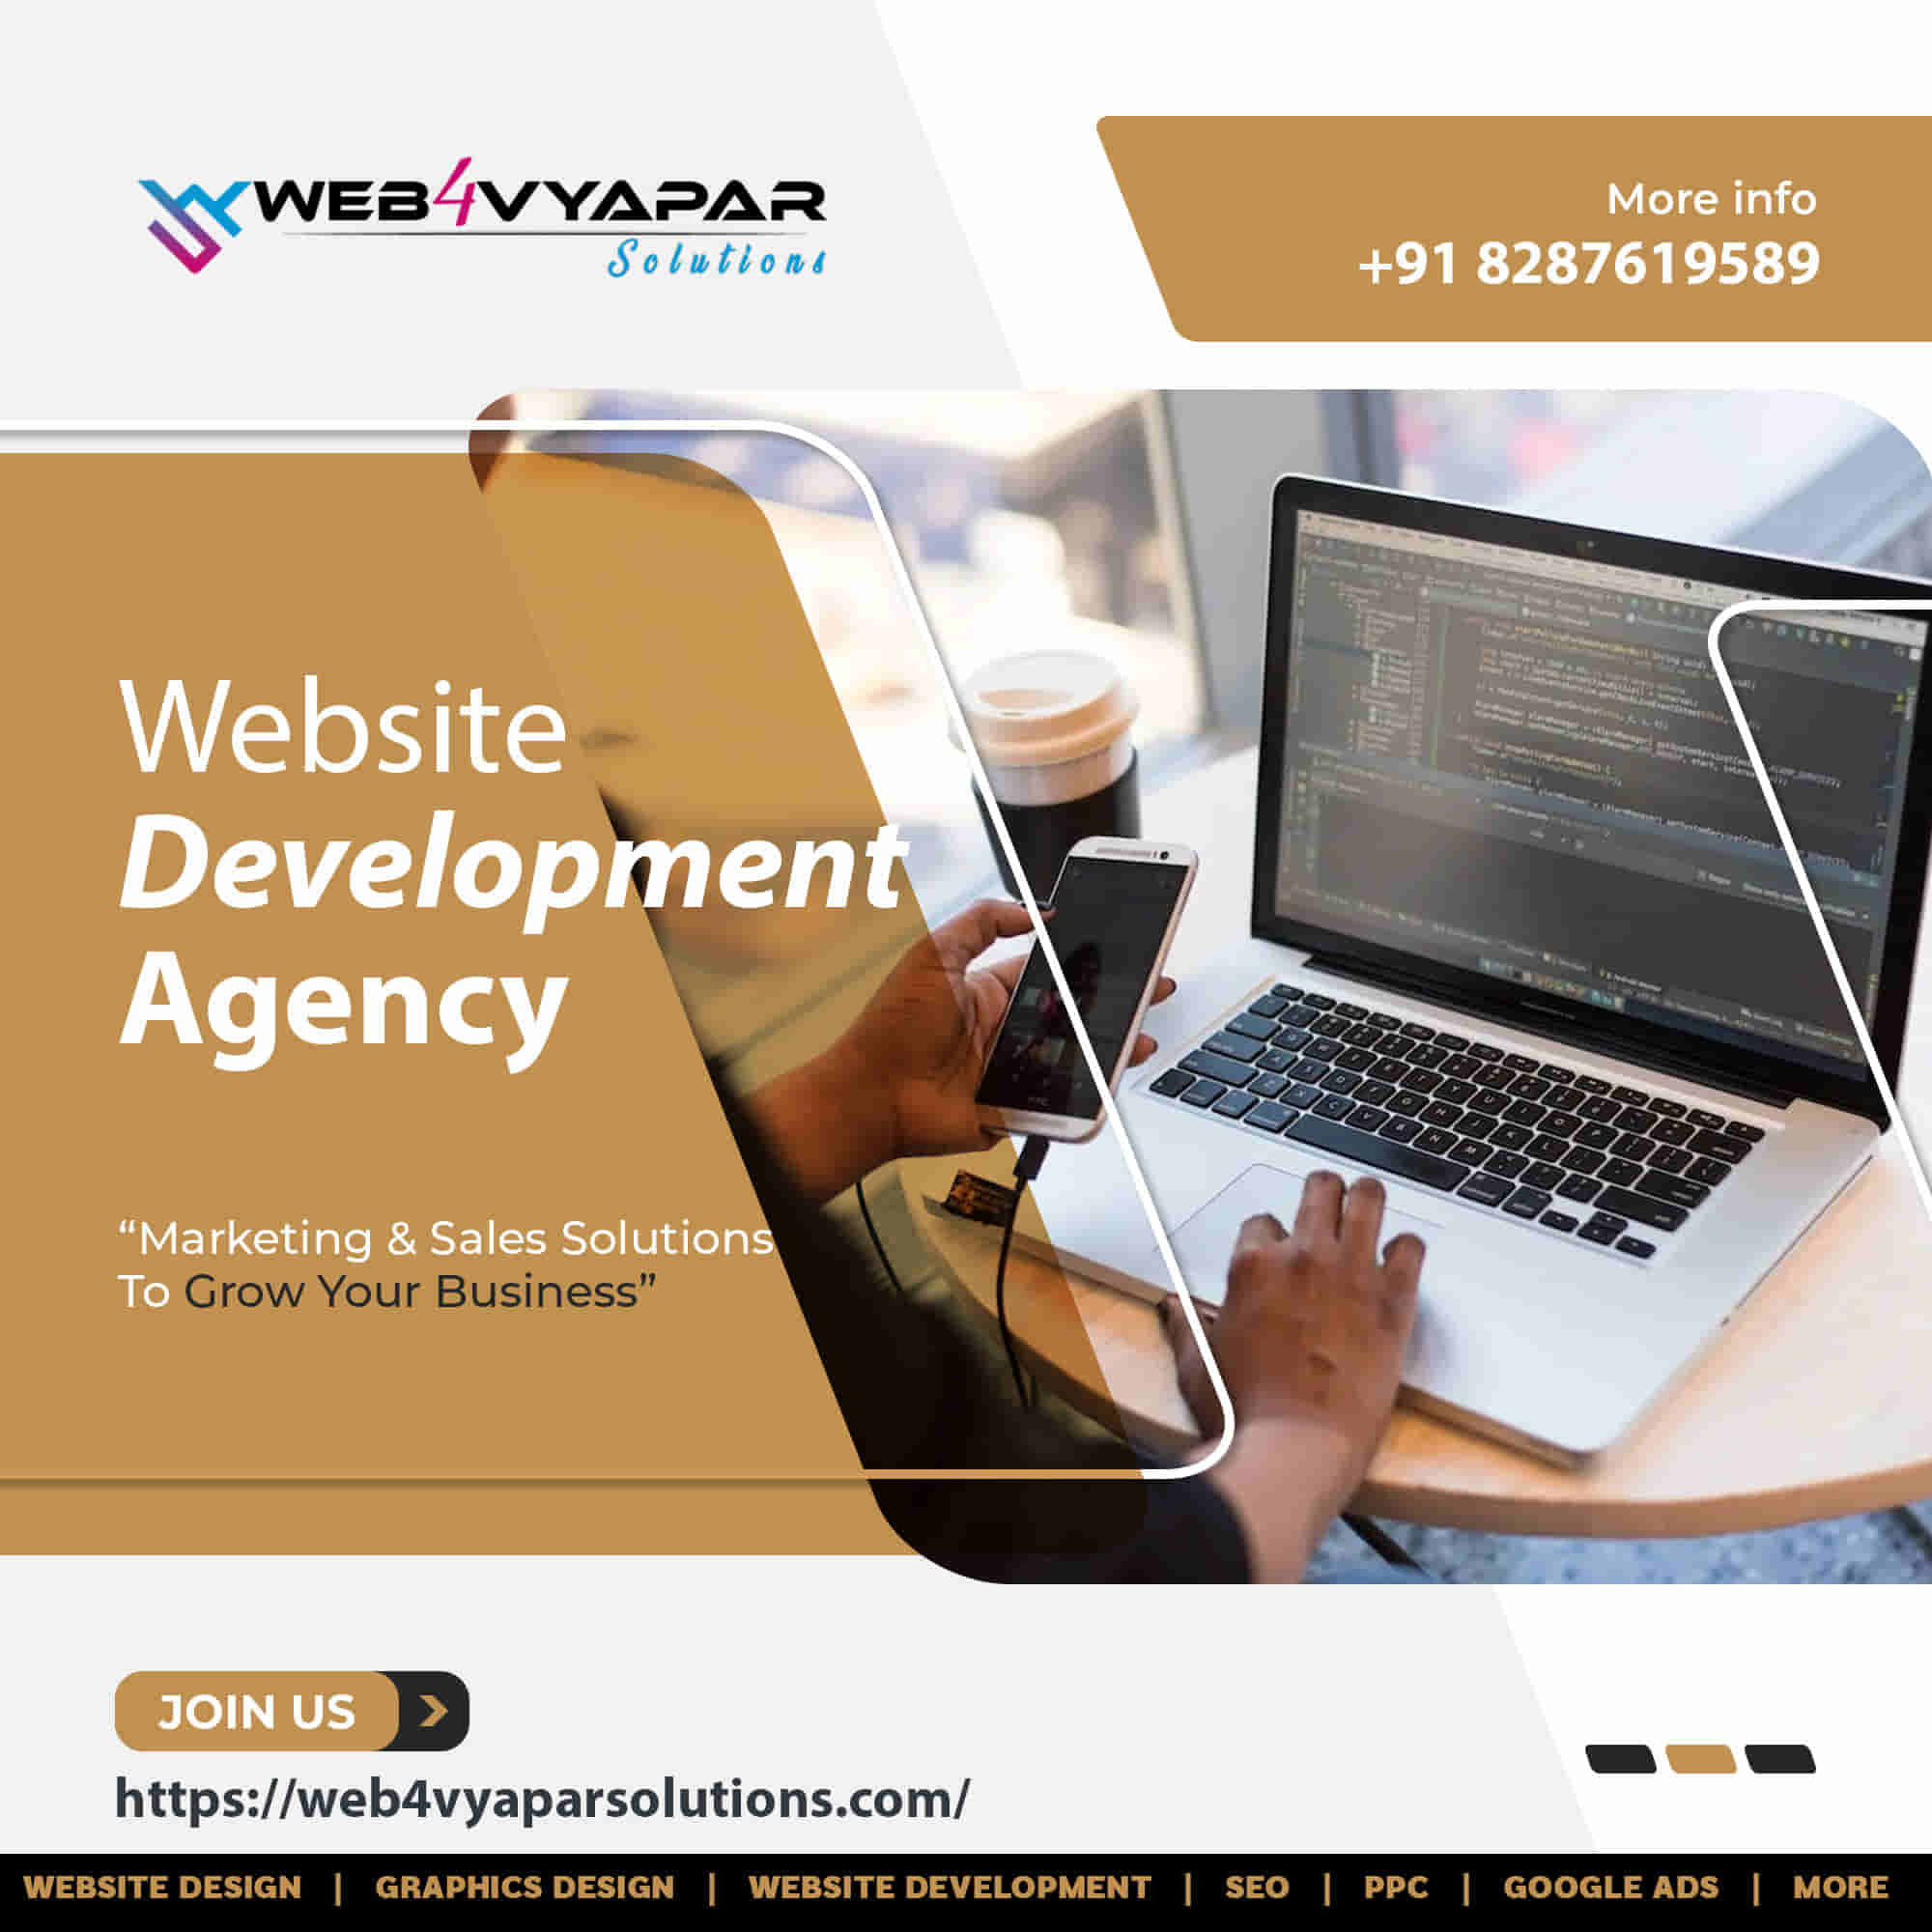 WEB4VYAPAR
Solutions
More info
+91 8287619589
Website
Development
Agency
“Marketing & Sales Solutions
To Grow Your Business”
JOIN US
https://web4vyaparsolutions.com/
WEBSITE DESIGN | GRAPHICS DESIGN | WEBSITE DEVELOPMENT | SEO | PPC | GOOGLE ADS | MORE